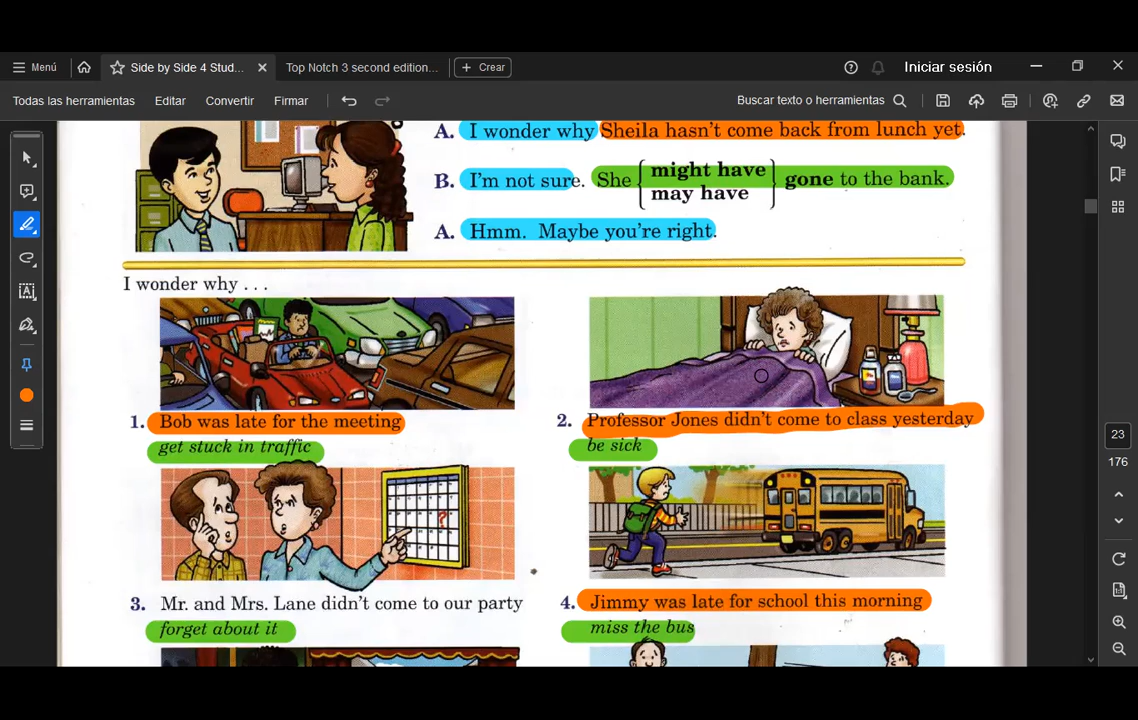 Menú
Side by Side 4 Stud...
Top Notch 3 second edition...
+ Crear
Iniciar sesión
Todas las herramientas
Editar
Convertir
Firmar
Buscar texto o herramientas
A. I wonder why Sheila hasn't come back from lunch yet.
B. I'm not sure. She { might have / may have } gone to the bank.
A. Hmm. Maybe you're right.
I wonder why . . .
1. Bob was late for the meeting
get stuck in traffic
2. Professor Jones didn't come to class yesterday
be sick
3. Mr. and Mrs. Lane didn't come to our party
forget about it
4. Jimmy was late for school this morning
miss the bus
23
176